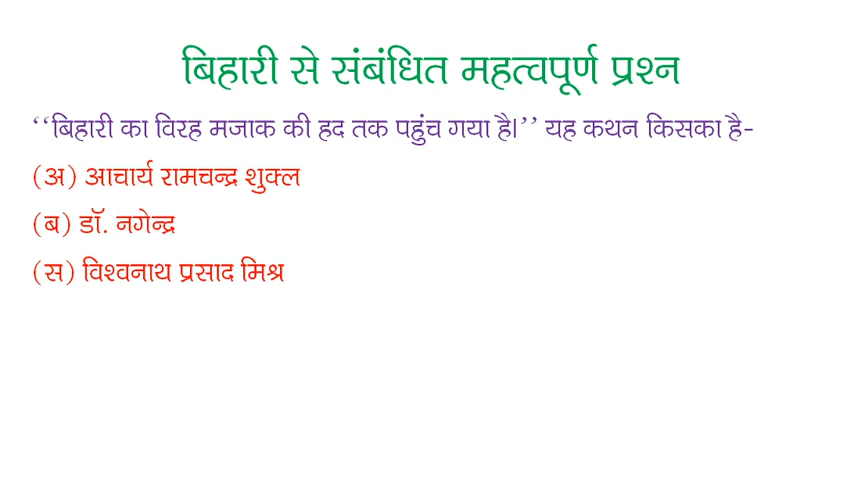 बिहारी से संबंधित महत्वपूर्ण प्रश्न
‘‘बिहारी का विरह मजाक की हद तक पहुंच गया है।’’ यह कथन किसका है-
(अ) आचार्य रामचन्द्र शुक्ल
(ब) डॉ. नगेन्द्र
(स) विश्वनाथ प्रसाद मिश्र